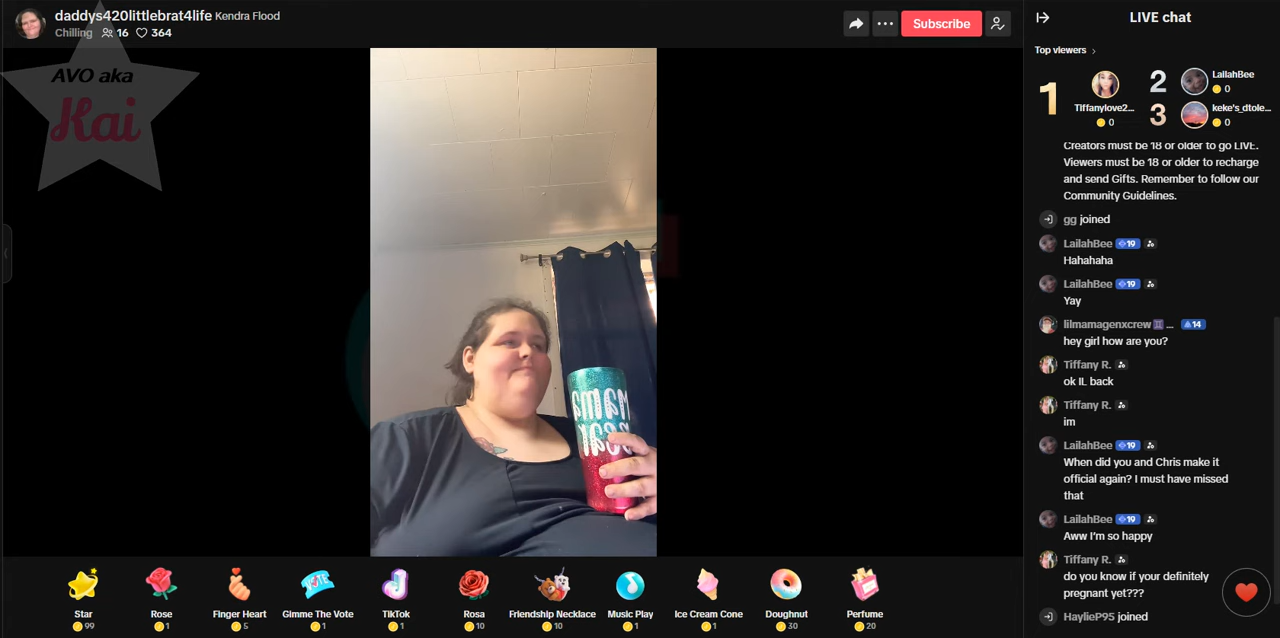 daddys420littlebrat4life Kendra Flood
Chilling 16 364
Subscribe
AVO aka
Kai
MAMA
BEAR
Star
99
Rose
1
Finger Heart
5
Gimme The Vote
1
TikTok
1
Rosa
10
Friendship Necklace
10
Music Play
1
Ice Cream Cone
1
Doughnut
30
Perfume
20
LIVE chat
Top viewers >
1
Tiffanylove2...
0
2
LailahBee
0
3
keke's_dtole...
0
Creators must be 18 or older to go LIVE.
Viewers must be 18 or older to recharge
and send Gifts. Remember to follow our
Community Guidelines.
gg joined
LailahBee 19
Hahahaha
LailahBee 19
Yay
lilmamagenxcrew ... 14
hey girl how are you?
Tiffany R.
ok IL back
Tiffany R.
im
LailahBee 19
When did you and Chris make it
official again? I must have missed
that
LailahBee 19
Aww I'm so happy
Tiffany R.
do you know if your definitely
pregnant yet???
HaylieP95 joined